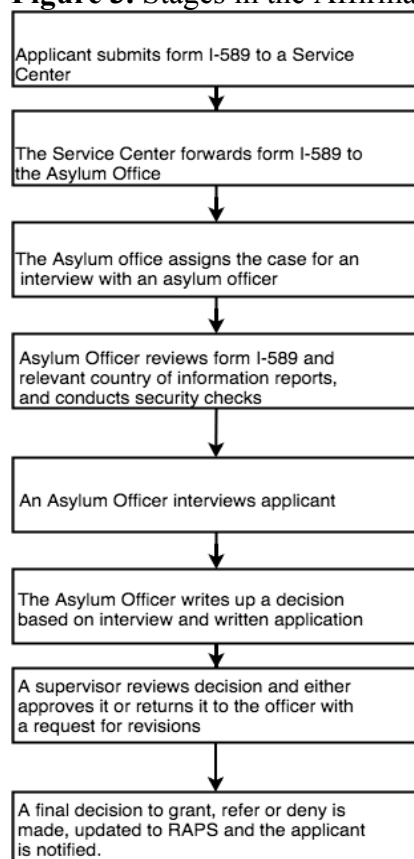 Figure 3. Stages in the Affirma
Applicant submits form I-589 to a Service
Center
The Service Center forwards form I-589 to
the Asylum Office
The Asylum office assigns the case for an
interview with an asylum officer
Asylum Officer reviews form I-589 and
relevant country of information reports,
and conducts security checks
An Asylum Officer interviews applicant
The Asylum Officer writes up a decision
based on interview and written application
A supervisor reviews decision and either
approves it or returns it to the officer with
a request for revisions
A final decision to grant, refer or deny is
made, updated to RAPS and the applicant
is notified.